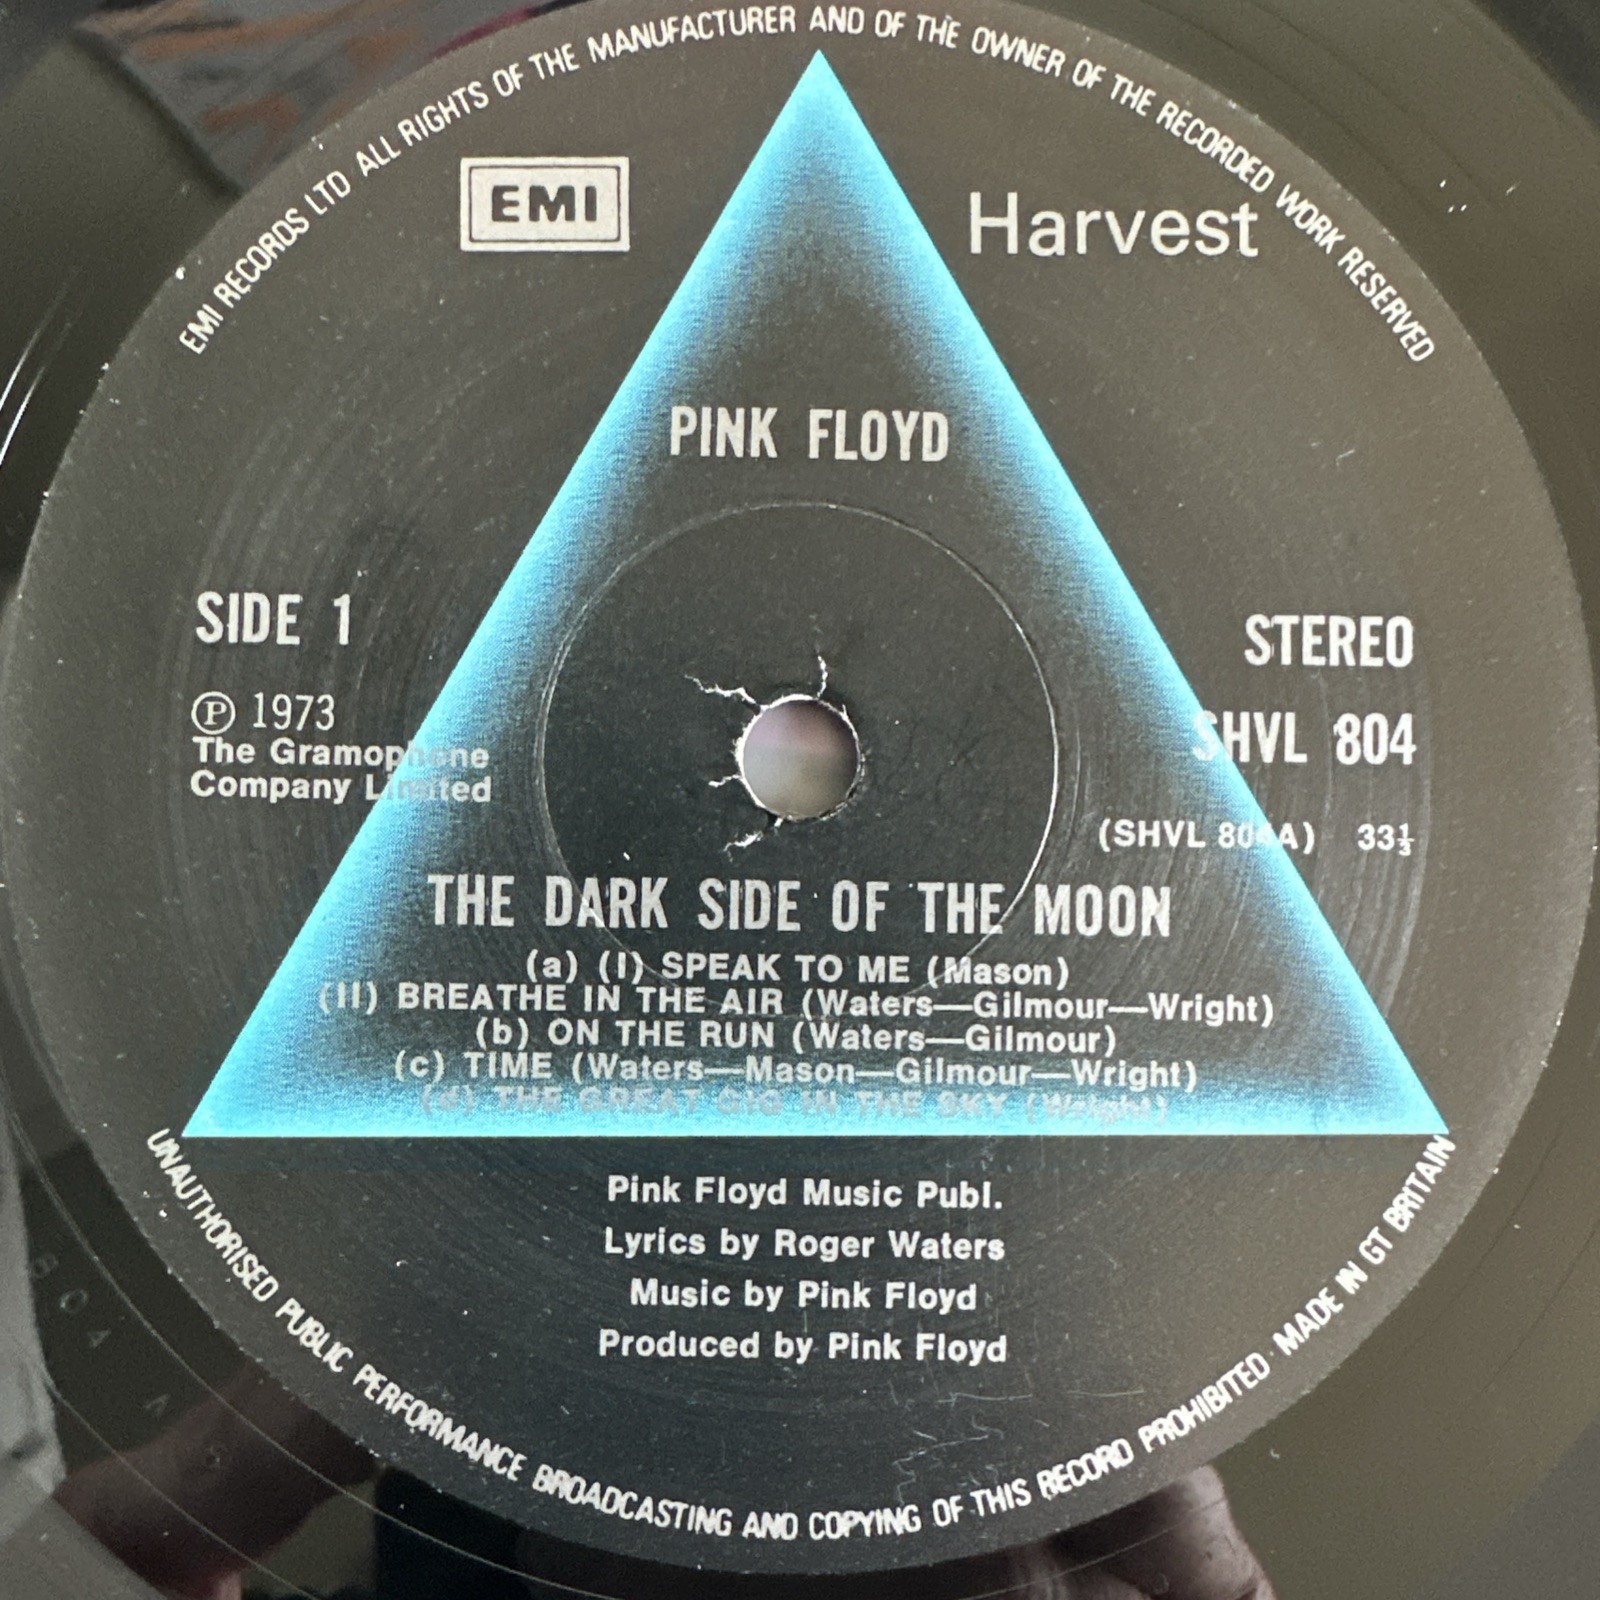 EMI RECORDS LTD ALL RIGHTS OF THE MANUFACTURER AND OF THE OWNER OF THE RECORDED WORK RESERVED
EMI
Harvest
PINK FLOYD
SIDE 1
STEREO
Ⓟ 1973
SHVL 804
The Gramophone
Company Limited
(SHVL 804A) 33⅓
THE DARK SIDE OF THE MOON
(a) (I) SPEAK TO ME (Mason)
(II) BREATHE IN THE AIR (Waters—Gilmour—Wright)
(b) ON THE RUN (Waters—Gilmour)
(c) TIME (Waters—Mason—Gilmour—Wright)
(d) THE GREAT GIG IN THE SKY (Wright)
Pink Floyd Music Publ.
Lyrics by Roger Waters
Music by Pink Floyd
Produced by Pink Floyd
UNAUTHORISED PUBLIC PERFORMANCE BROADCASTING AND COPYING OF THIS RECORD PROHIBITED · MADE IN GT BRITAIN